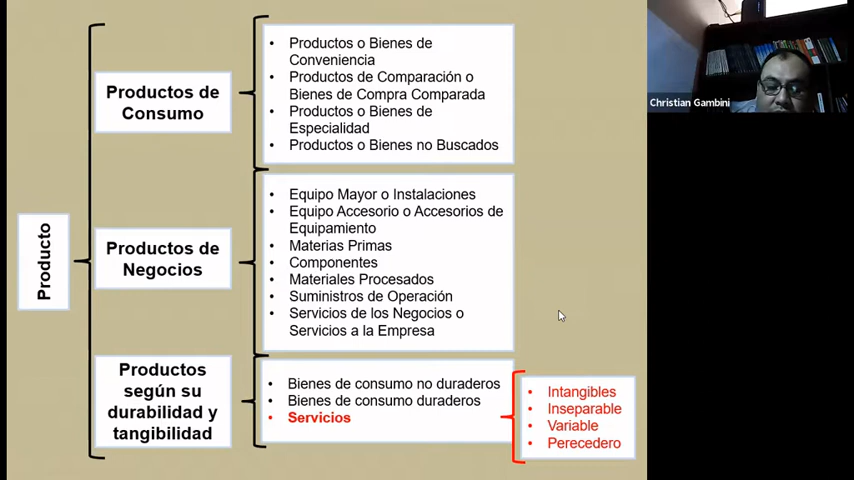 Producto
Productos de
Consumo
• Productos o Bienes de
Conveniencia
• Productos de Comparación o
Bienes de Compra Comparada
• Productos o Bienes de
Especialidad
• Productos o Bienes no Buscados
Productos de
Negocios
• Equipo Mayor o Instalaciones
• Equipo Accesorio o Accesorios de
Equipamiento
• Materias Primas
• Componentes
• Materiales Procesados
• Suministros de Operación
• Servicios de los Negocios o
Servicios a la Empresa
Productos
según su
durabilidad y
tangibilidad
• Bienes de consumo no duraderos
• Bienes de consumo duraderos
• Servicios
• Intangibles
• Inseparable
• Variable
• Perecedero
Christian Gambini